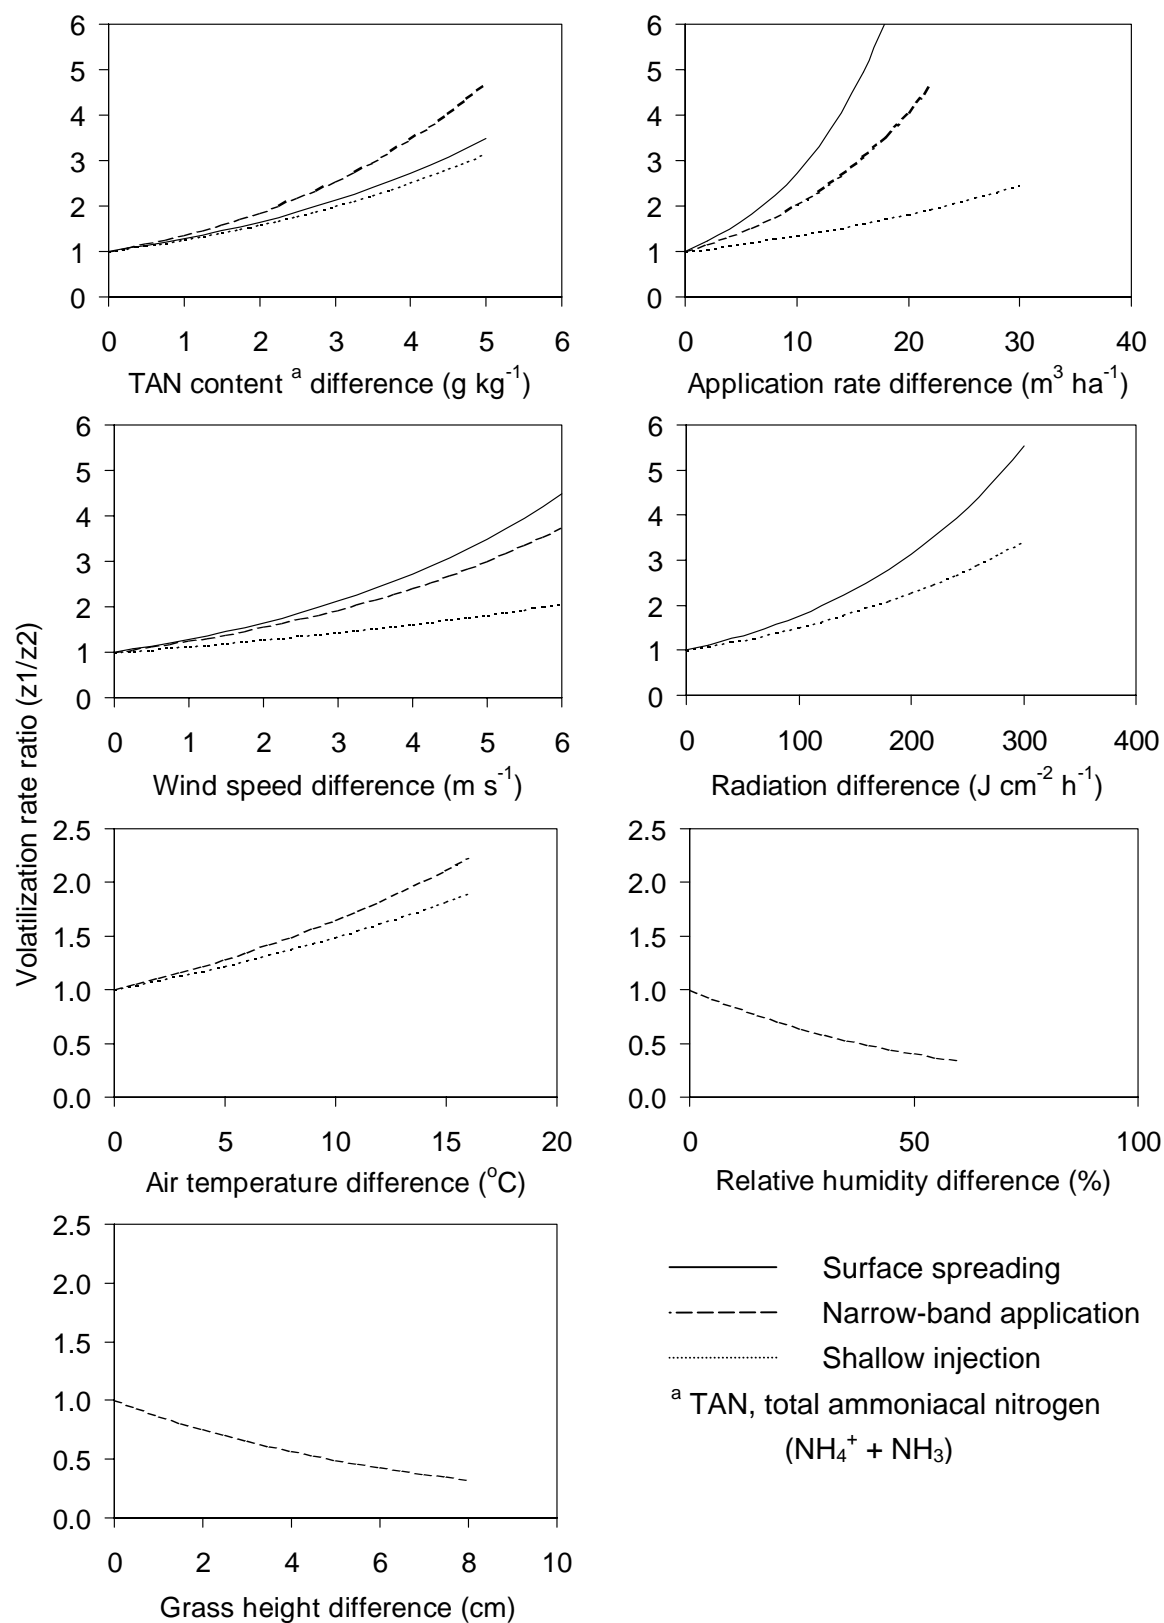 Volatilization rate ratio (z1/z2)
6
5
4
3
2
1
0
0 1 2 3 4 5 6
TAN content ᵃ difference (g kg⁻¹)
6
5
4
3
2
1
0
0 10 20 30 40
Application rate difference (m³ ha⁻¹)
6
5
4
3
2
1
0
0 1 2 3 4 5 6
Wind speed difference (m s⁻¹)
6
5
4
3
2
1
0
0 100 200 300 400
Radiation difference (J cm⁻² h⁻¹)
2.5
2.0
1.5
1.0
0.5
0.0
0 5 10 15 20
Air temperature difference (°C)
2.5
2.0
1.5
1.0
0.5
0.0
0 50 100
Relative humidity difference (%)
2.5
2.0
1.5
1.0
0.5
0.0
0 2 4 6 8 10
Grass height difference (cm)
Surface spreading
Narrow-band application
Shallow injection
ᵃ TAN, total ammoniacal nitrogen
(NH₄⁺ + NH₃)